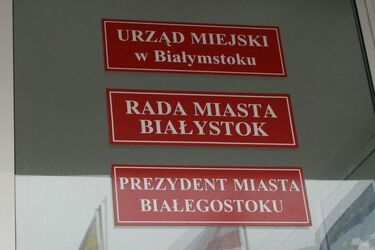 URZĄD MIEJSKI
w Białymstoku
RADA MIASTA
BIAŁYSTOK
PREZYDENT MIASTA
BIAŁEGOSTOKU